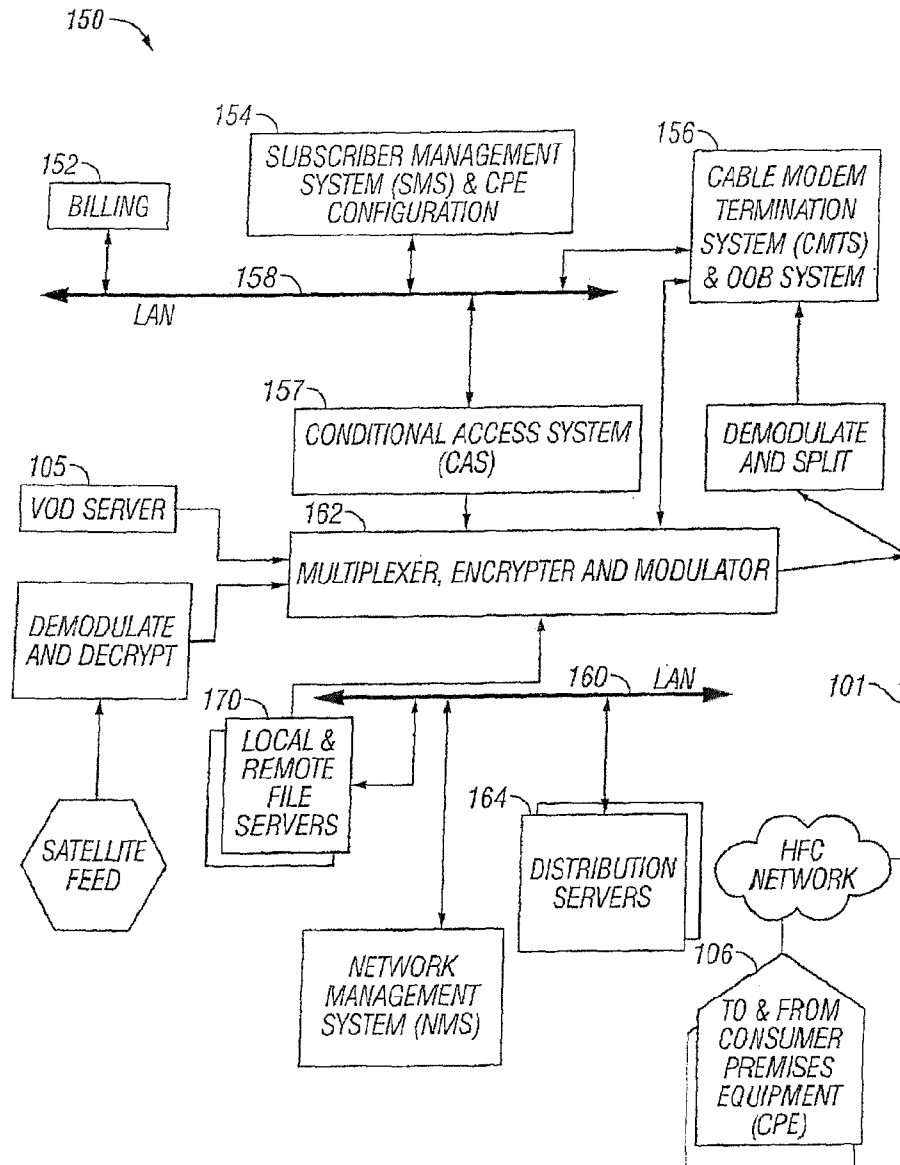 150
154
SUBSCRIBER MANAGEMENT
SYSTEM (SMS) & CPE
CONFIGURATION
152
BILLING
156
CABLE MODEM
TERMINATION
SYSTEM (CMTS)
& OOB SYSTEM
158
LAN
157
CONDITIONAL ACCESS SYSTEM
(CAS)
DEMODULATE
AND SPLIT
105
VOD SERVER
162
MULTIPLEXER, ENCRYPTER AND MODULATOR
DEMODULATE
AND DECRYPT
160
LAN
101
170
LOCAL &
REMOTE
FILE
SERVERS
164
DISTRIBUTION
SERVERS
SATELLITE
FEED
HFC
NETWORK
NETWORK
MANAGEMENT
SYSTEM (NMS)
106
TO & FROM
CONSUMER
PREMISES
EQUIPMENT
(CPE)